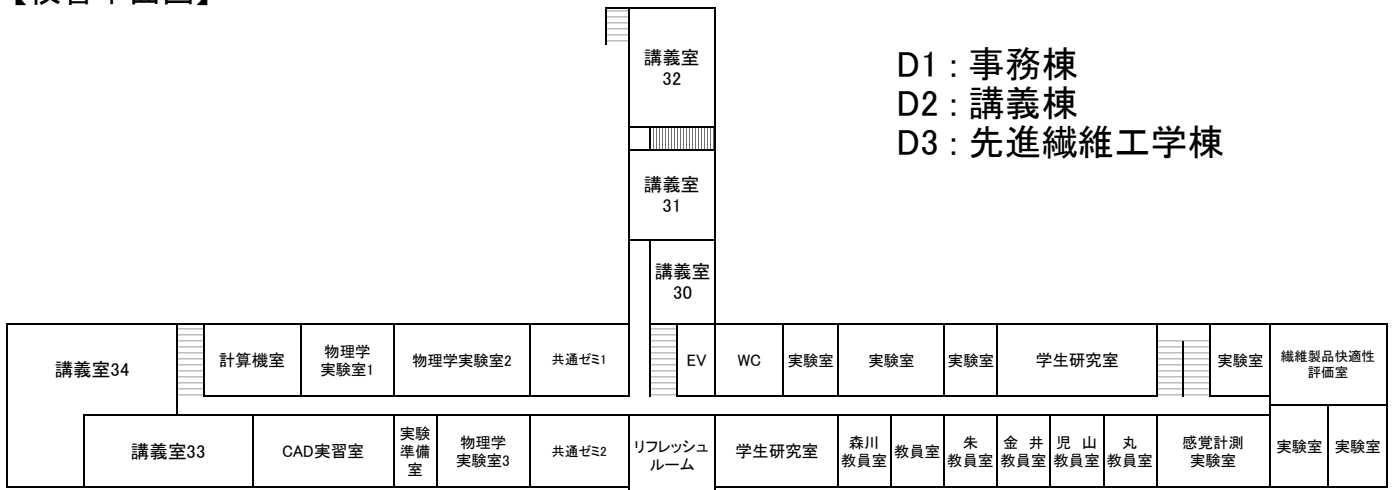 講義室
32
D1：事務棟
D2：講義棟
D3：先進繊維工学棟
講義室
31
講義室
30
講義室34
計算機室
物理学
実験室1
物理学実験室2
共通ゼミ1
EV
WC
実験室
実験室
実験室
学生研究室
実験室
繊維製品快適性
評価室
講義室33
CAD実習室
実験
準備
室
物理学
実験室3
共通ゼミ2
リフレッシュ
ルーム
学生研究室
森川
教員室
教員室
朱
教員室
金 井
教員室
児 山
教員室
丸
教員室
感覚計測
実験室
実験室
実験室